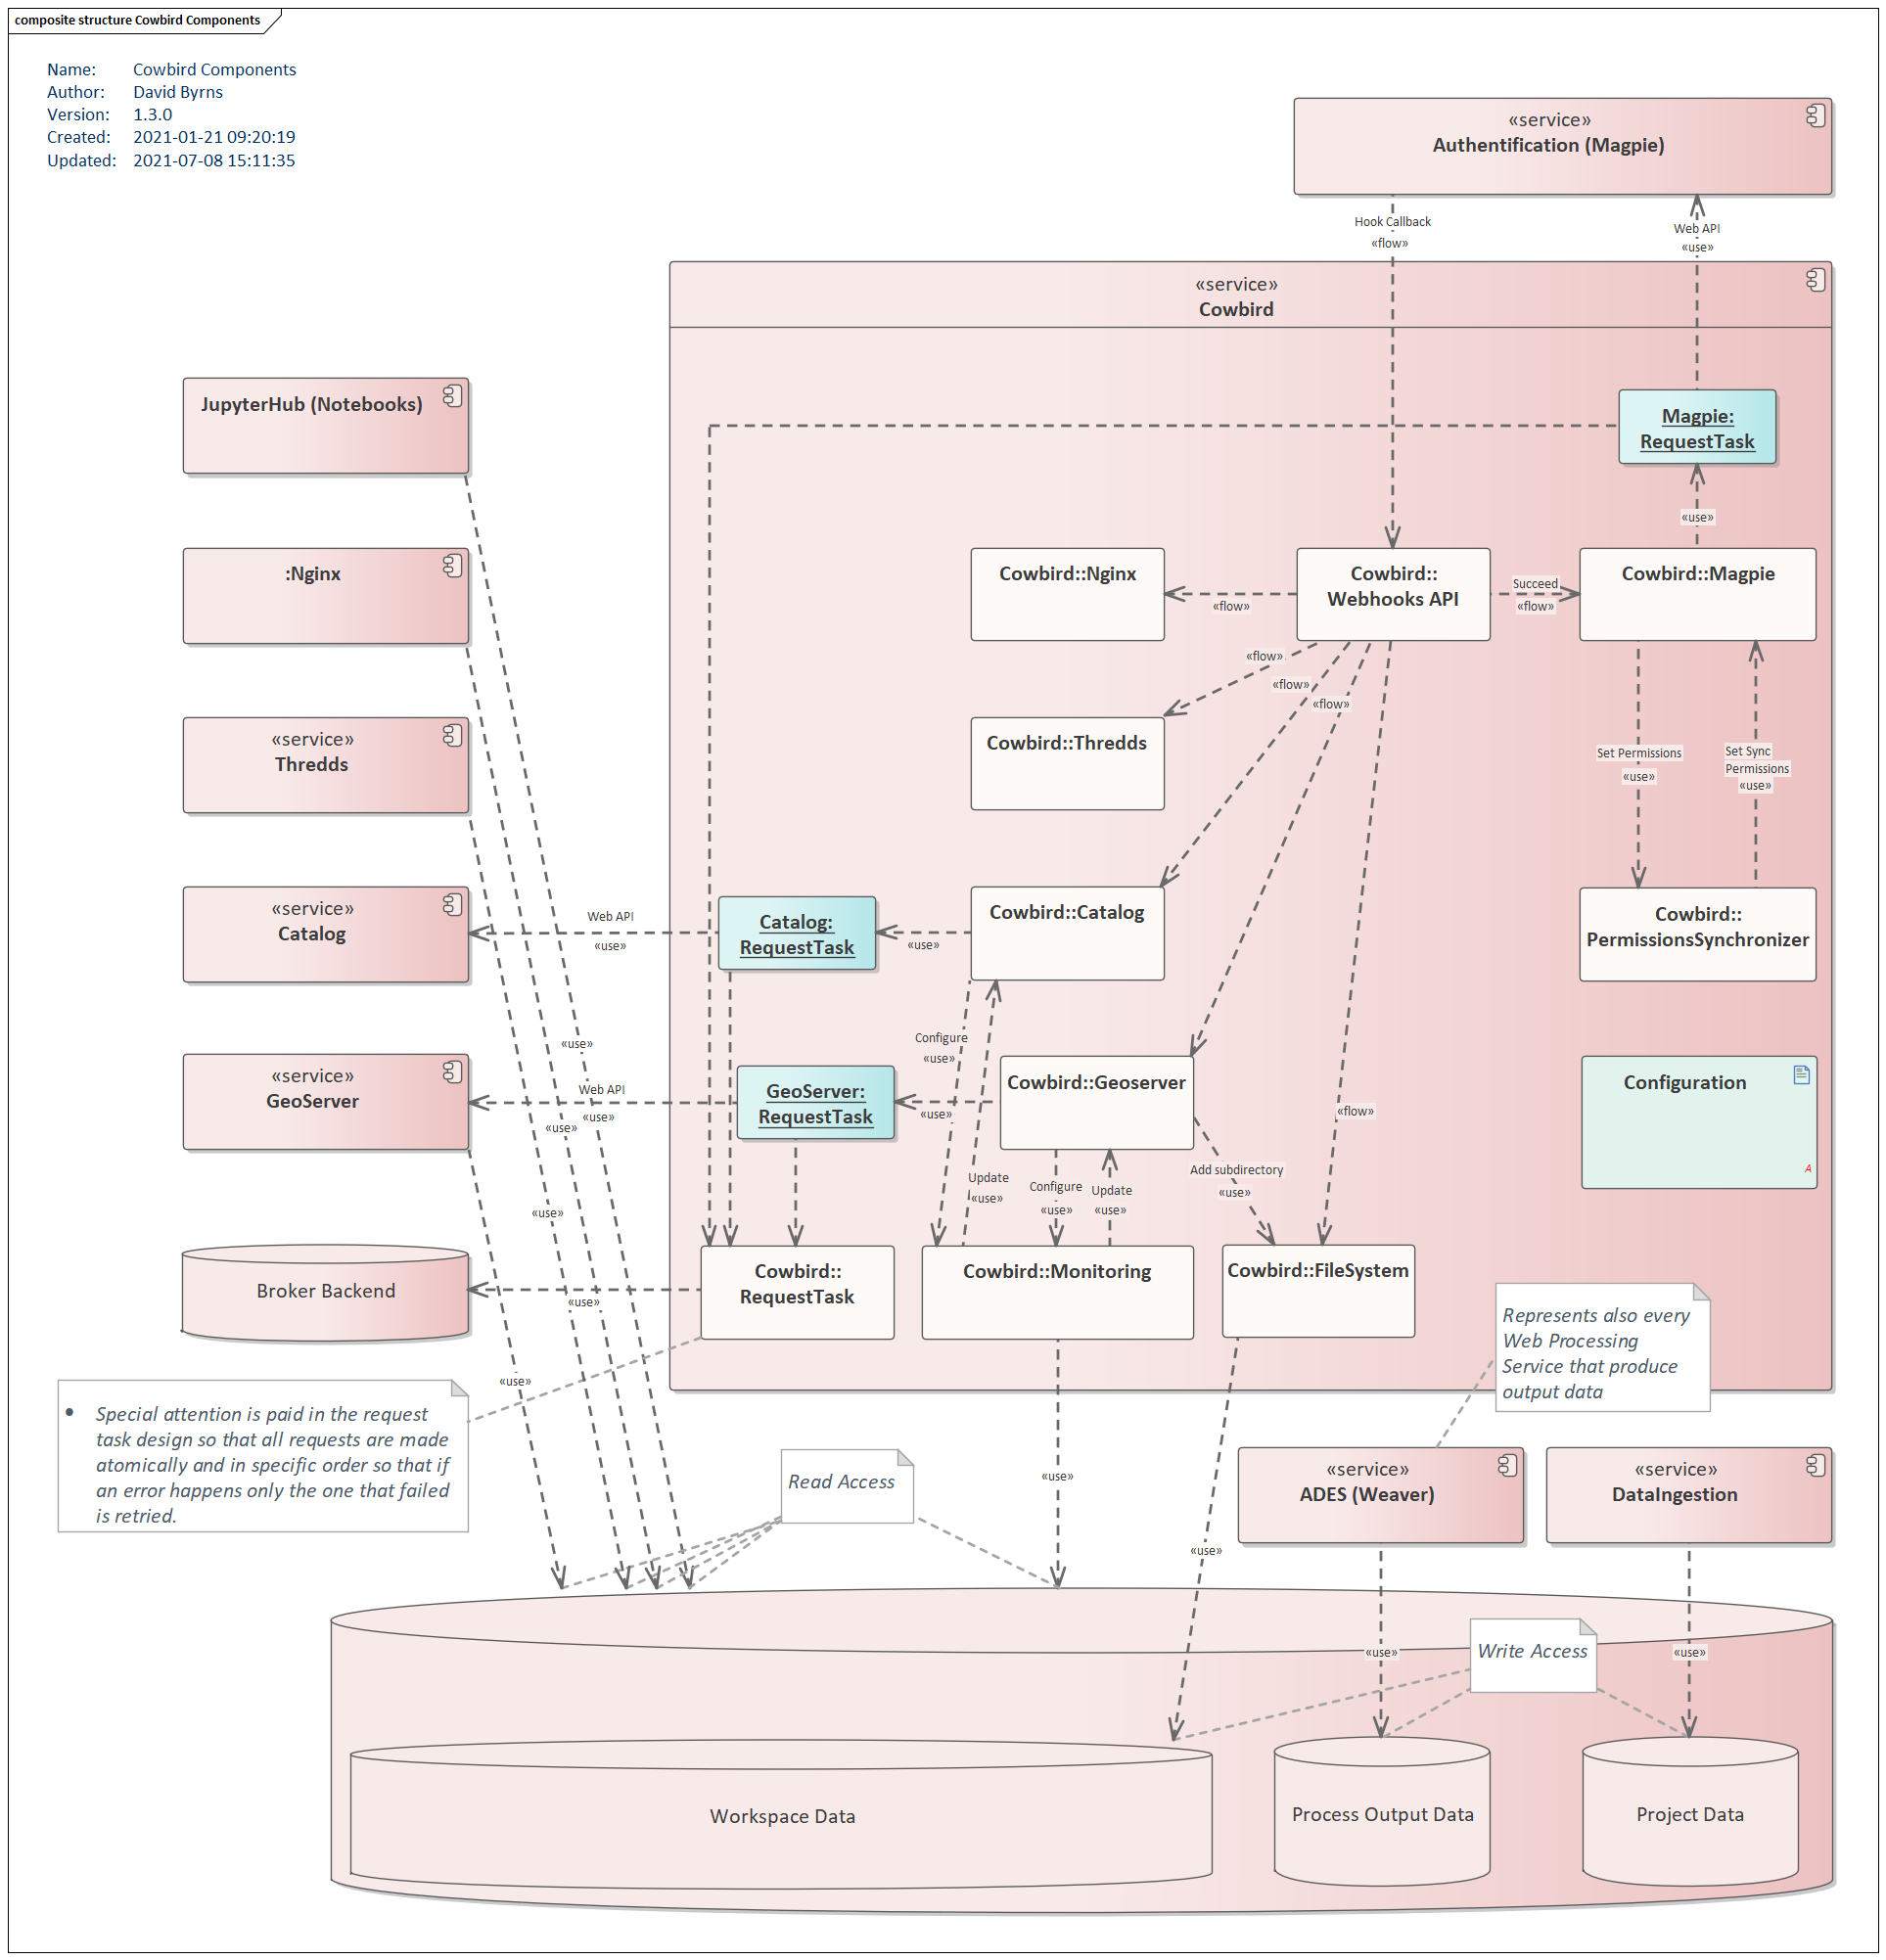 composite structure Cowbird Components
Name: Cowbird Components
Author: David Byrns
Version: 1.3.0
Created: 2021-01-21 09:20:19
Updated: 2021-07-08 15:11:35
«service»
Authentification (Magpie)
Hook Callback
«flow»
Web API
«use»
«service»
Cowbird
JupyterHub (Notebooks)
Magpie:
RequestTask
«use»
:Nginx
Cowbird::Nginx
«flow»
Cowbird::
Webhooks API
Succeed
«flow»
Cowbird::Magpie
«flow»
«flow»
«flow»
«service»
Thredds
Cowbird::Thredds
Set Permissions
«use»
Set Sync
Permissions
«use»
«service»
Catalog
Web API
«use»
Catalog:
RequestTask
«use»
Cowbird::Catalog
Cowbird::
PermissionsSynchronizer
Configure
«use»
«use»
«service»
GeoServer
Web API
«use»
«use»
GeoServer:
RequestTask
«use»
Cowbird::Geoserver
«flow»
Configuration
A
Update
«use»
Configure
«use»
Update
«use»
Add subdirectory
«use»
«use»
Broker Backend
«use»
Cowbird::
RequestTask
Cowbird::Monitoring
Cowbird::FileSystem
Represents also every
Web Processing
Service that produce
output data
«use»
• Special attention is paid in the request
task design so that all requests are made
atomically and in specific order so that if
an error happens only the one that failed
is retried.
Read Access
«use»
«use»
«service»
ADES (Weaver)
«service»
DataIngestion
«use»
Write Access
«use»
Workspace Data
Process Output Data
Project Data